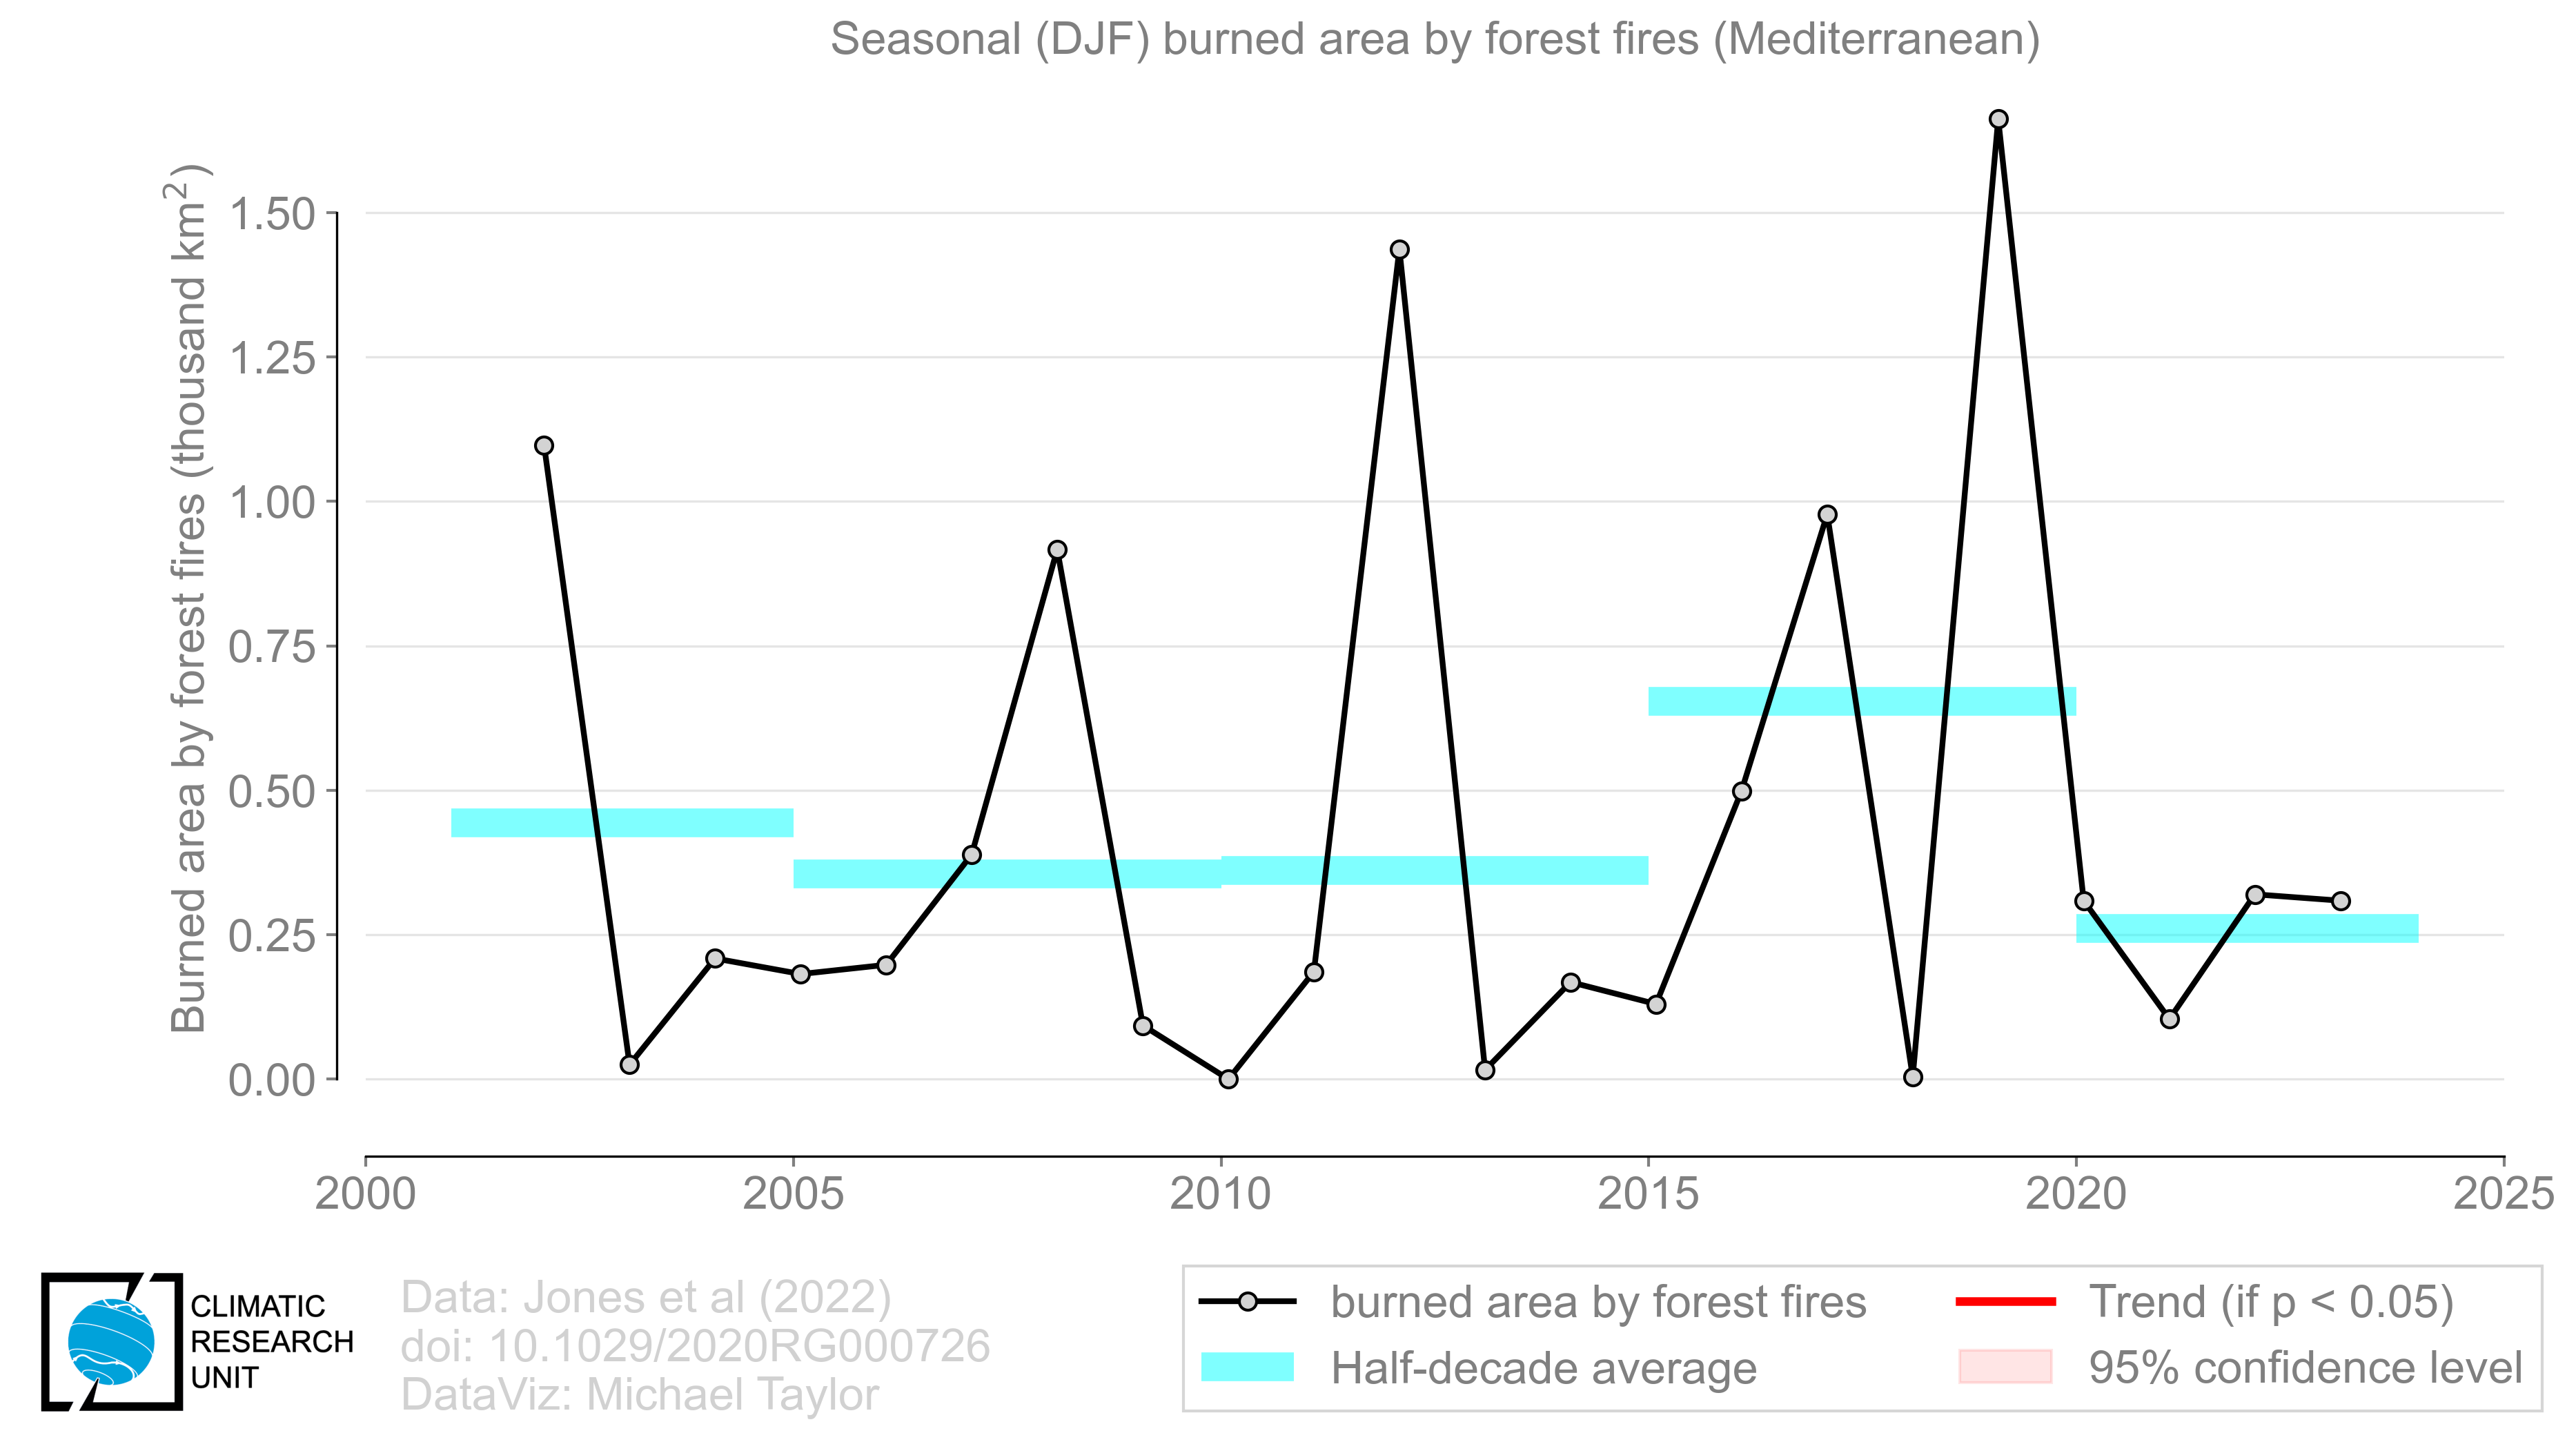 Seasonal (DJF) burned area by forest fires (Mediterranean)
Burned area by forest fires (thousand km²)
1.50
1.25
1.00
0.75
0.50
0.25
0.00
2000 2005 2010 2015 2020 2025
CLIMATIC
RESEARCH
UNIT
Data: Jones et al (2022)
doi: 10.1029/2020RG000726
DataViz: Michael Taylor
burned area by forest fires
Half-decade average
Trend (if p < 0.05)
95% confidence level